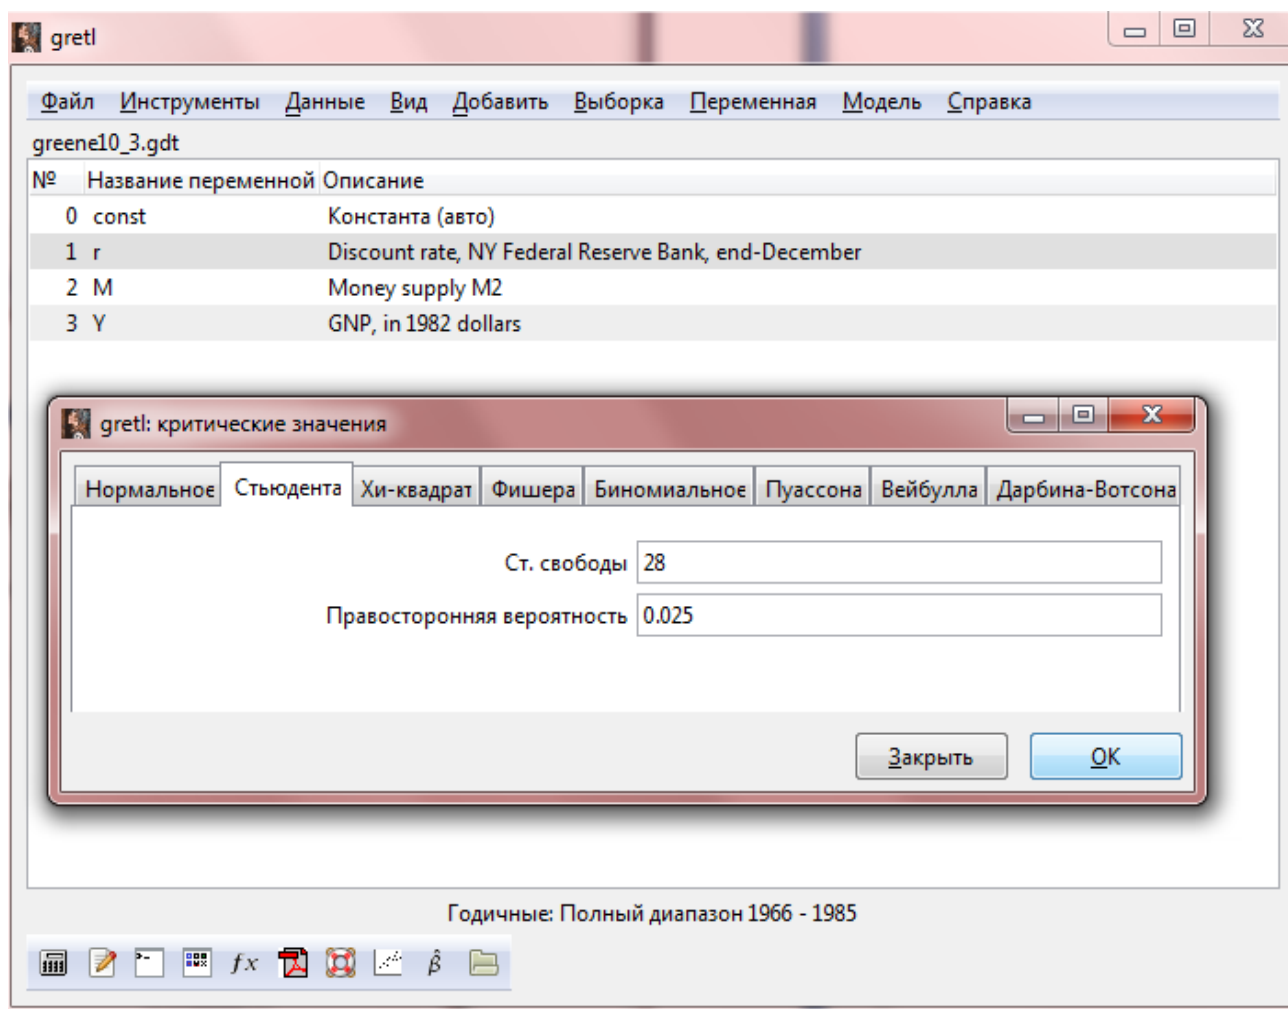 gretl
Файл Инструменты Данные Вид Добавить Выборка Переменная Модель Справка
greene10_3.gdt
№ Название переменной Описание
0 const Константа (авто)
1 r Discount rate, NY Federal Reserve Bank, end-December
2 M Money supply M2
3 Y GNP, in 1982 dollars
gretl: критические значения
Нормальное Стьюдента Хи-квадрат Фишера Биномиальное Пуассона Вейбулла Дарбина-Вотсона
Ст. свободы 28
Правосторонняя вероятность 0.025
Закрыть OK
Годичные: Полный диапазон 1966 - 1985
fx β̂